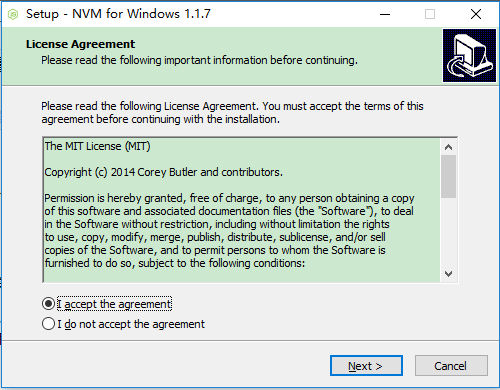 Setup - NVM for Windows 1.1.7
License Agreement
Please read the following important information before continuing.
Please read the following License Agreement. You must accept the terms of this
agreement before continuing with the installation.
The MIT License (MIT)
Copyright (c) 2014 Corey Butler and contributors.
Permission is hereby granted, free of charge, to any person obtaining a copy
of this software and associated documentation files (the "Software"), to deal
in the Software without restriction, including without limitation the rights
to use, copy, modify, merge, publish, distribute, sublicense, and/or sell
copies of the Software, and to permit persons to whom the Software is
furnished to do so, subject to the following conditions:
I accept the agreement
I do not accept the agreement
Next >
Cancel